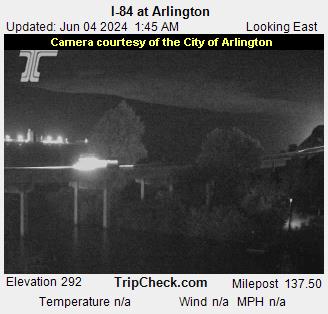 I-84 at Arlington
Updated: Jun 04 2024 1:45 AM Looking East
Camera courtesy of the City of Arlington
Elevation 292 TripCheck.com Milepost 137.50
Temperature n/a Wind n/a MPH n/a